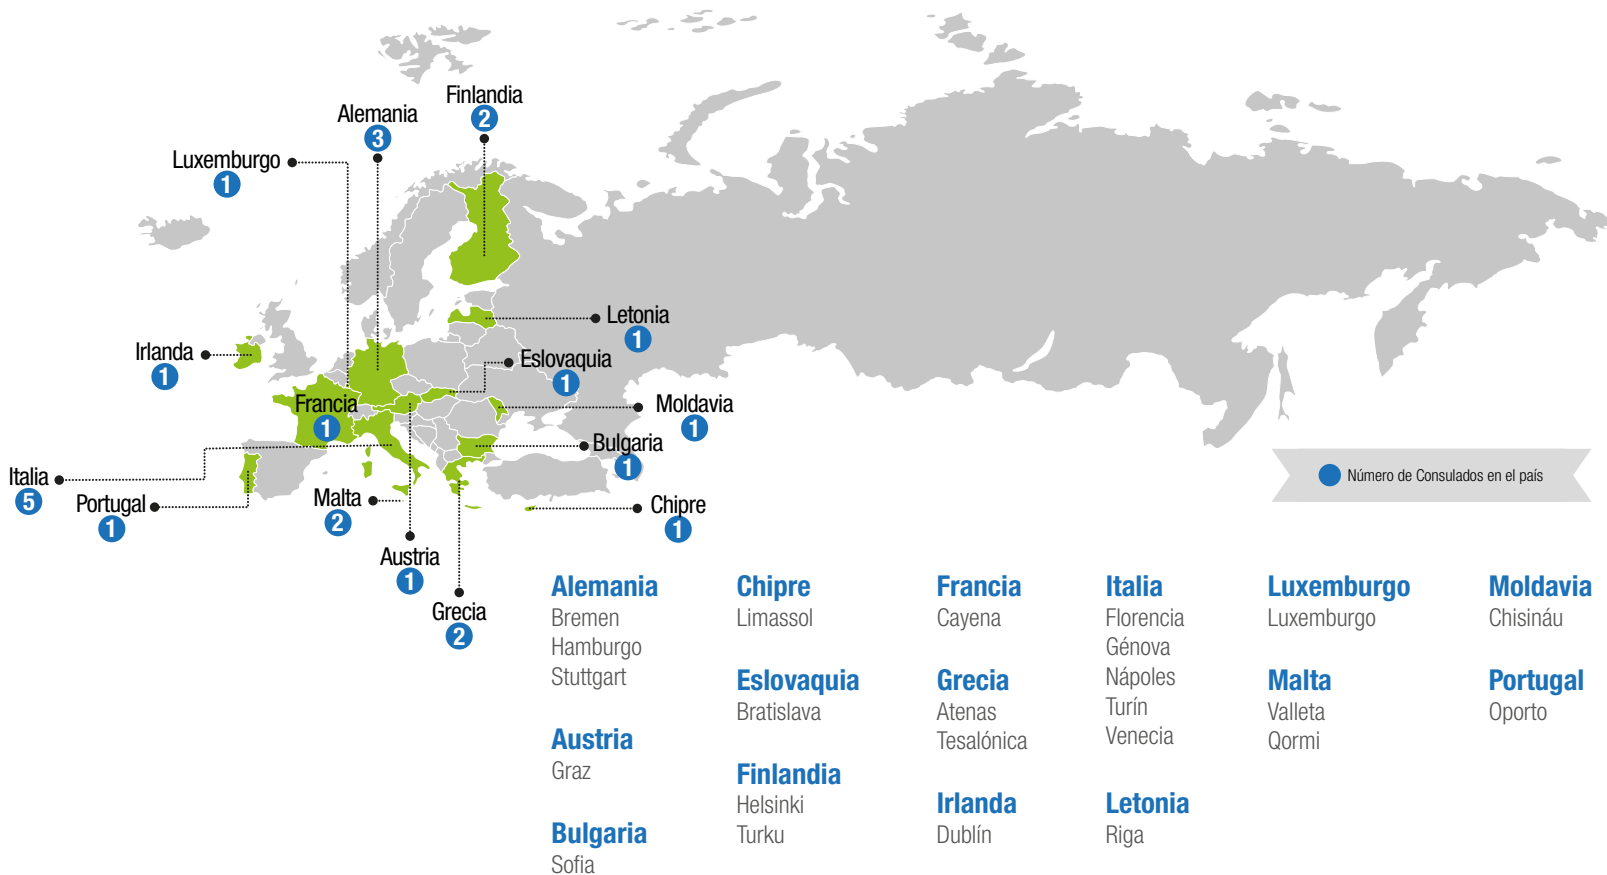 Finlandia
2
Alemania
3
Luxemburgo
1
Letonia
1
Irlanda
1
Eslovaquia
1
Francia
1
Moldavia
1
Bulgaria
1
Italia
5
Portugal
1
Malta
2
Chipre
1
Austria
1
Grecia
2
Número de Consulados en el país
Alemania
Bremen
Hamburgo
Stuttgart
Austria
Graz
Bulgaria
Sofia
Chipre
Limassol
Eslovaquia
Bratislava
Finlandia
Helsinki
Turku
Francia
Cayena
Grecia
Atenas
Tesalónica
Irlanda
Dublín
Italia
Florencia
Génova
Nápoles
Turín
Venecia
Letonia
Riga
Luxemburgo
Luxemburgo
Malta
Valleta
Qormi
Moldavia
Chisináu
Portugal
Oporto